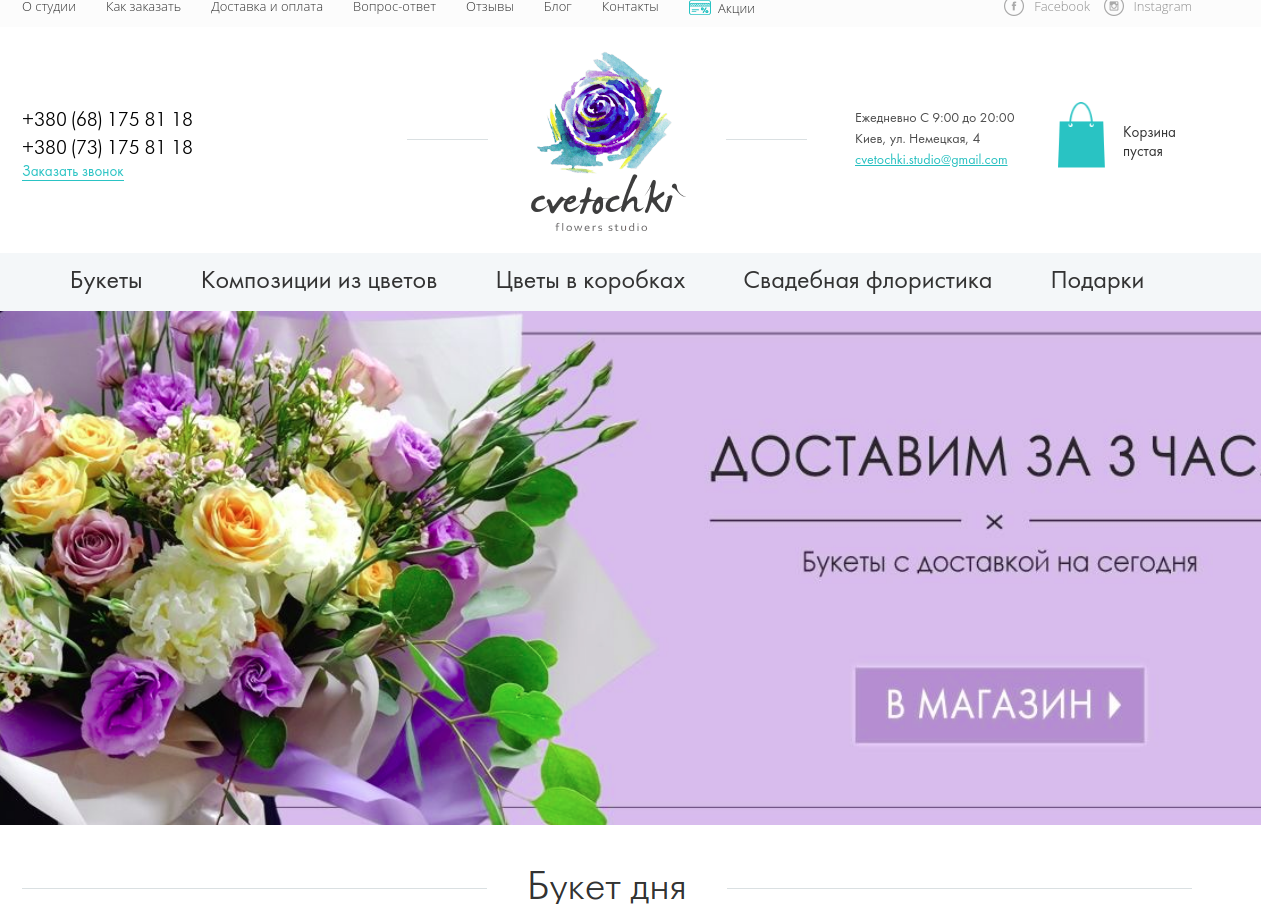 О студии Как заказать Доставка и оплата Вопрос-ответ Отзывы Блог Контакты Акции Facebook Instagram
+380 (68) 175 81 18
+380 (73) 175 81 18
Заказать звонок
cvetochki
flowers studio
Ежедневно С 9:00 до 20:00
Киев, ул. Немецкая, 4
cvetochki.studio@gmail.com
Корзина
пустая
Букеты Композиции из цветов Цветы в коробках Свадебная флористика Подарки
ДОСТАВИМ ЗА 3 ЧАС
Букеты с доставкой на сегодня
В МАГАЗИН
Букет дня